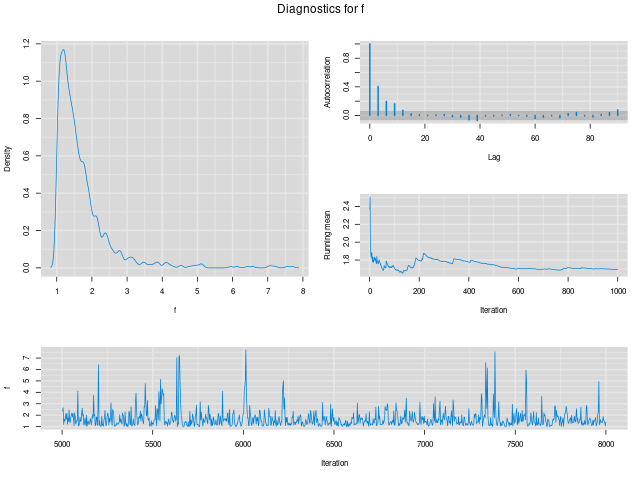 Diagnostics for f
Density
0.0 0.2 0.4 0.6 0.8 1.0 1.2
1 2 3 4 5 6 7 8
f
Autocorrelation
0.0 0.4 0.8
0 20 40 60 80
Lag
Running mean
1.8 2.0 2.2 2.4
0 200 400 600 800 1000
Iteration
f
1 2 3 4 5 6 7
5000 5500 6000 6500 7000 7500 8000
Iteration